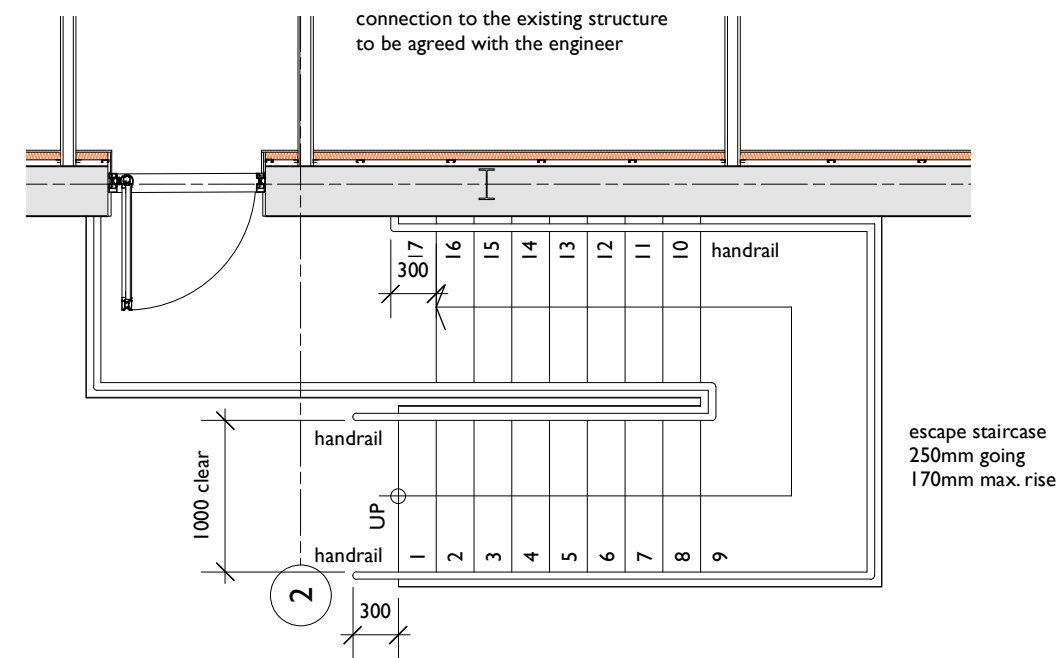 connection to the existing structure
to be agreed with the engineer
17
16
15
14
13
12
11
10
handrail
300
handrail
1000 clear
escape staircase
250mm going
170mm max. rise
UP
handrail
1
2
3
4
5
6
7
8
9
2
300